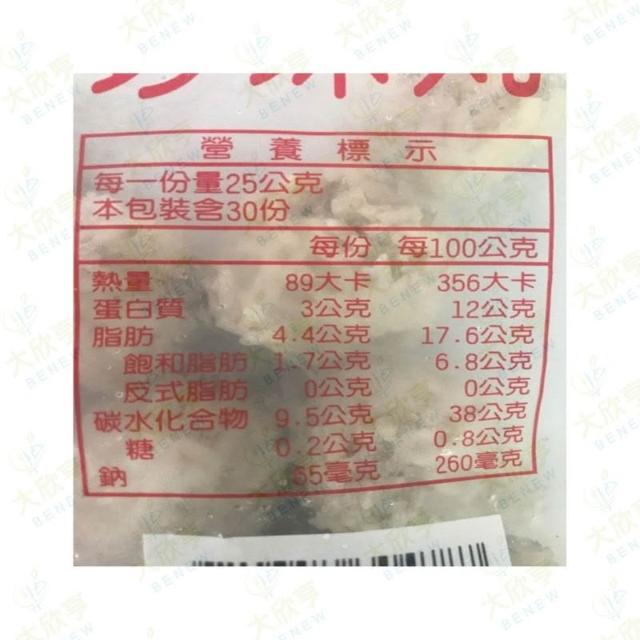 營養標示
每一份量25公克
本包裝含30份
每份 每100公克
熱量 89大卡 356大卡
蛋白質 3公克 12公克
脂肪 4.4公克 17.6公克
飽和脂肪 1.7公克 6.8公克
反式脂肪 0公克 0公克
碳水化合物 9.5公克 38公克
糖 0.2公克 0.8公克
鈉 65毫克 260毫克
大欣亨
BENEW